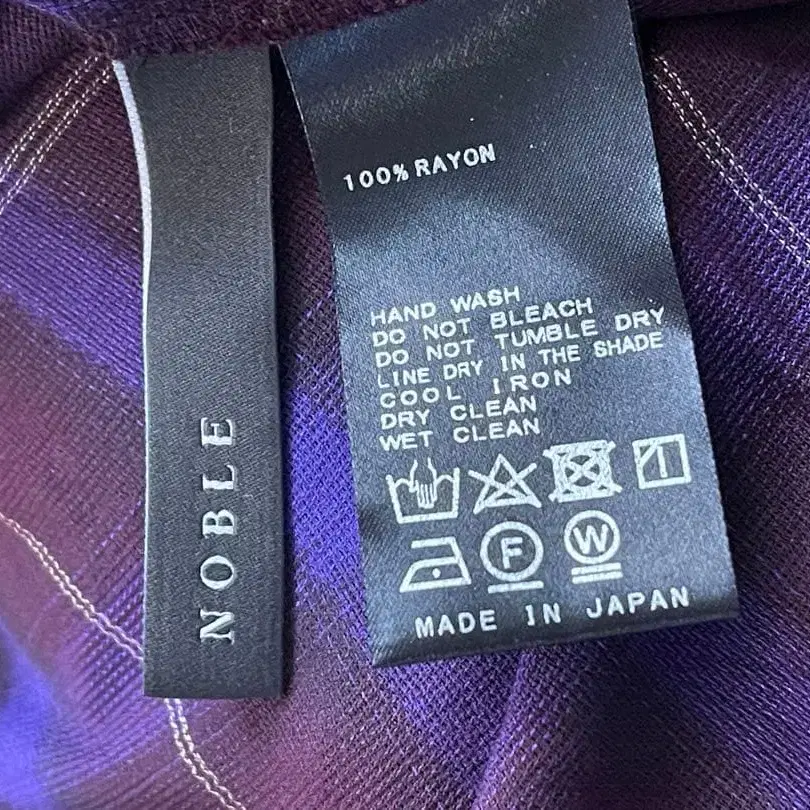 NOBLE
100% RAYON
HAND WASH
DO NOT BLEACH
DO NOT TUMBLE DRY
LINE DRY IN THE SHADE
COOL IRON
DRY CLEAN
WET CLEAN
F W
MADE IN JAPAN